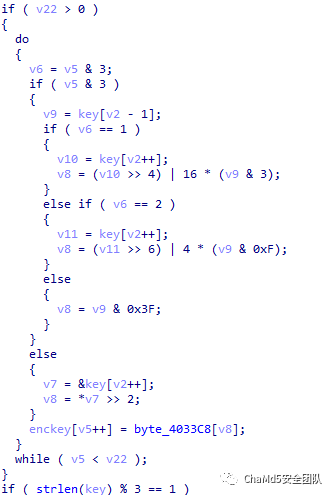 if ( v22 > 0 )
{
  do
  {
    v6 = v5 & 3;
    if ( v5 & 3 )
    {
      v9 = key[v2 - 1];
      if ( v6 == 1 )
      {
        v10 = key[v2++];
        v8 = (v10 >> 4) | 16 * (v9 & 3);
      }
      else if ( v6 == 2 )
      {
        v11 = key[v2++];
        v8 = (v11 >> 6) | 4 * (v9 & 0xF);
      }
      else
      {
        v8 = v9 & 0x3F;
      }
    }
    else
    {
      v7 = &key[v2++];
      v8 = *v7 >> 2;
    }
    enckey[v5++] = byte_4033C8[v8];
  }
  while ( v5 < v22 );
}
if ( strlen(key) % 3 == 1 )
ChaMd5安全团队